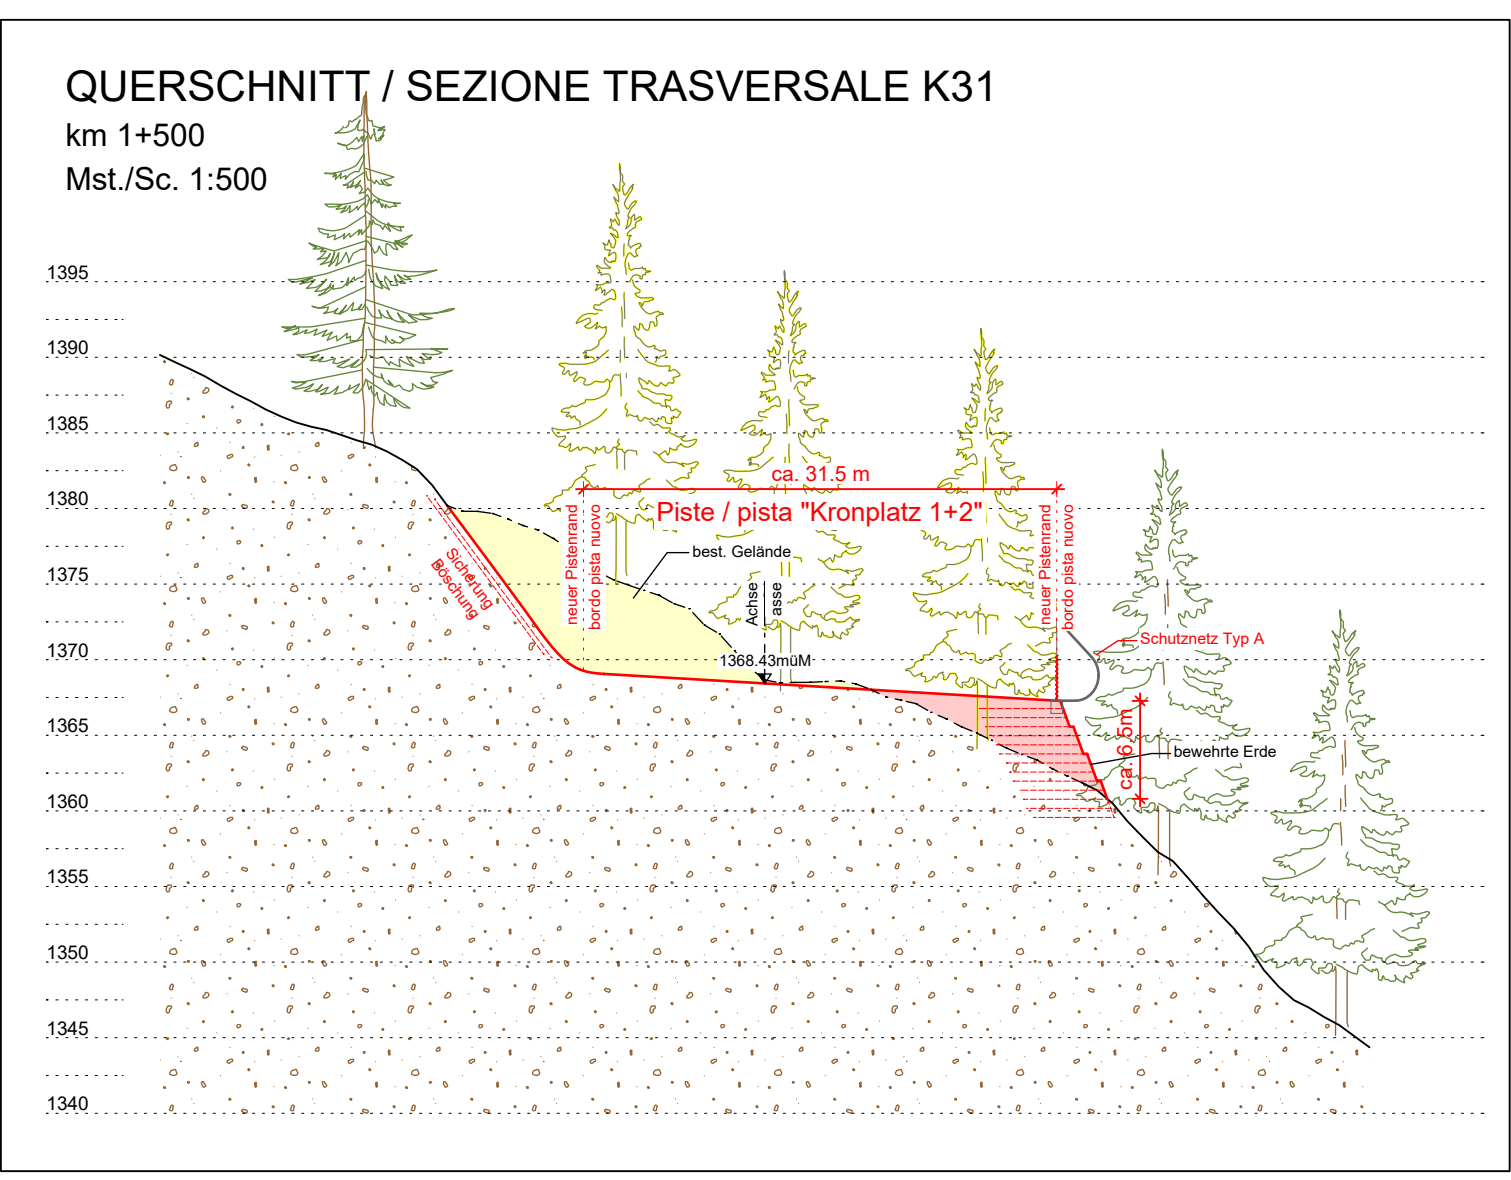 QUERSCHNITT / SEZIONE TRASVERSALE K31
km 1+500
Mst./Sc. 1:500
1395
1390
1385
1380
1375
1370
1365
1360
1355
1350
1345
1340
ca. 31.5 m
Piste / pista "Kronplatz 1+2"
neuer Pistenrand
bordo pista nuovo
neuer Pistenrand
bordo pista nuovo
best. Gelände
Sicherung
Böschung
Achse
asse
1368.43müM
Schutznetz Typ A
ca. 6.5m
bewehrte Erde